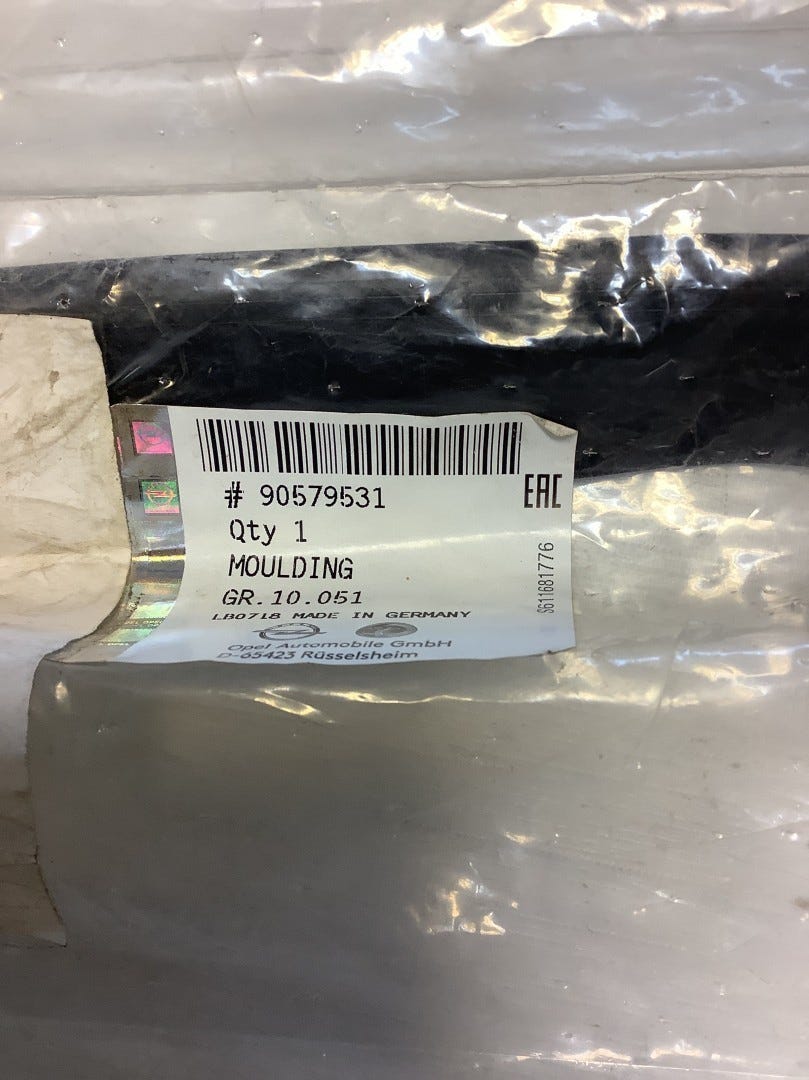 # 90579531
EAC
Qty 1
MOULDING
GR.10.051
LB0718 MADE IN GERMANY
Opel Automobile GmbH
D-65423 Rüsselsheim
S611681776